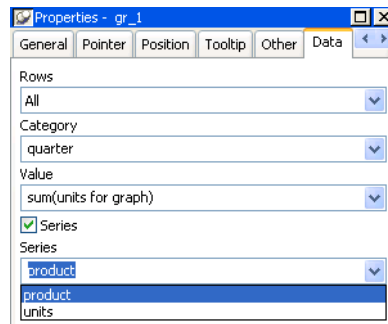 Properties - gr_1
General Pointer Position Tooltip Other Data
Rows
All
Category
quarter
Value
sum(units for graph)
Series
Series
product
product
units